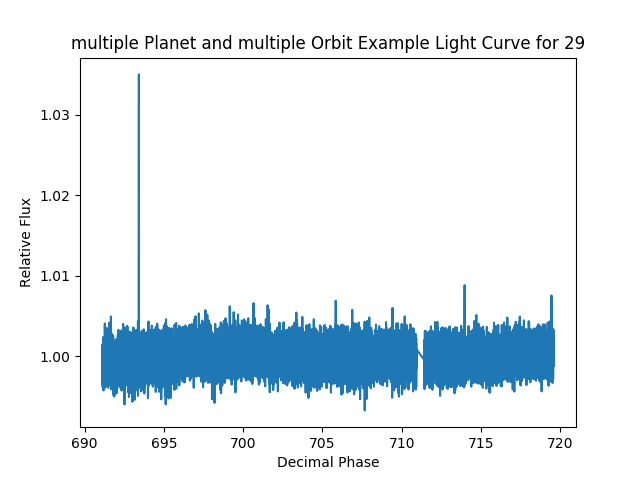 multiple Planet and multiple Orbit Example Light Curve for 29
1.03
1.02
1.01
1.00
Relative Flux
690 695 700 705 710 715 720
Decimal Phase